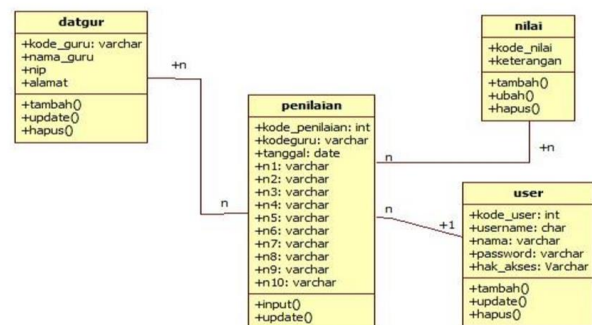 datgur
+kode_guru: varchar
+nama_guru
+nip
+alamat
+tambah()
+update()
+hapus()
+n
n
penilaian
+kode_penilaian: int
+kodeguru: varchar
+tanggal: date
+n1: varchar
+n2: varchar
+n3: varchar
+n4: varchar
+n5: varchar
+n6: varchar
+n7: varchar
+n8: varchar
+n9: varchar
+n10: varchar
+input()
+update()
nilai
+kode_nilai
+keterangan
+tambah()
+ubah()
+hapus()
+n
n
n
+1
user
+kode_user: int
+username: char
+nama: varchar
+password: varchar
+hak_akses: Varchar
+tambah()
+update()
+hapus()